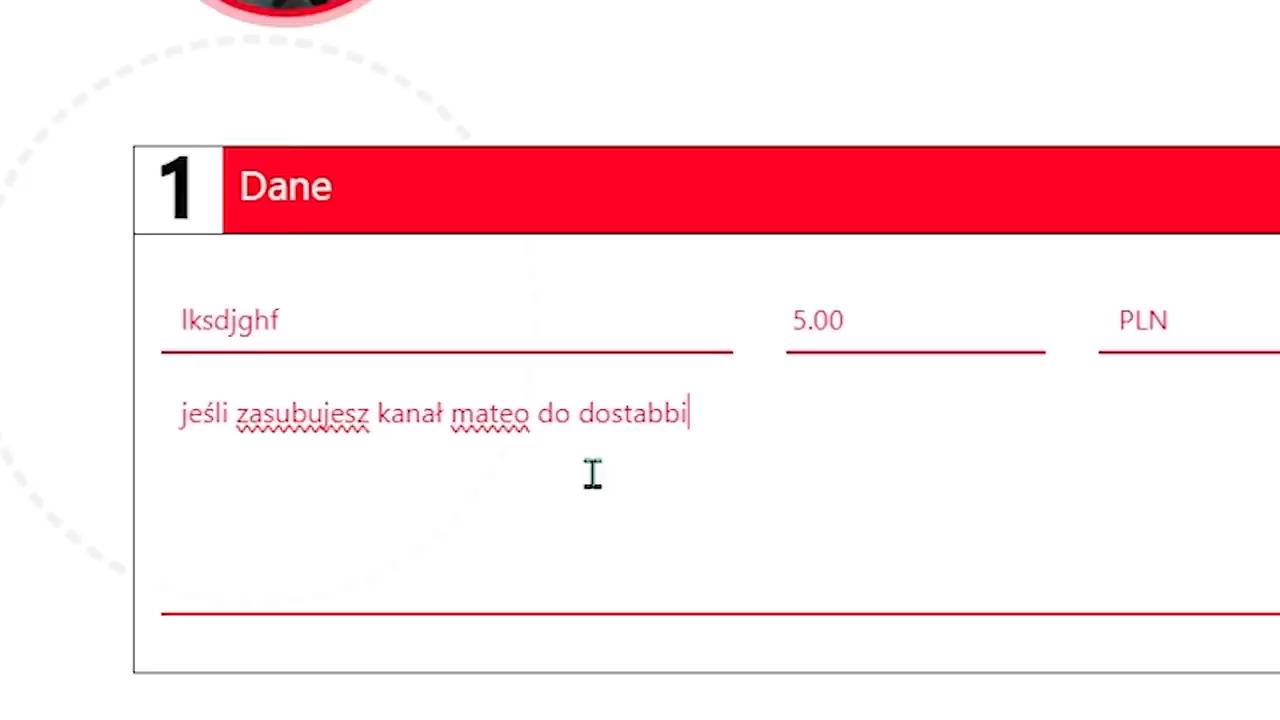 1 Dane
lksdjghf 5.00 PLN
jeśli zasubujesz kanał mateo do dostabbi